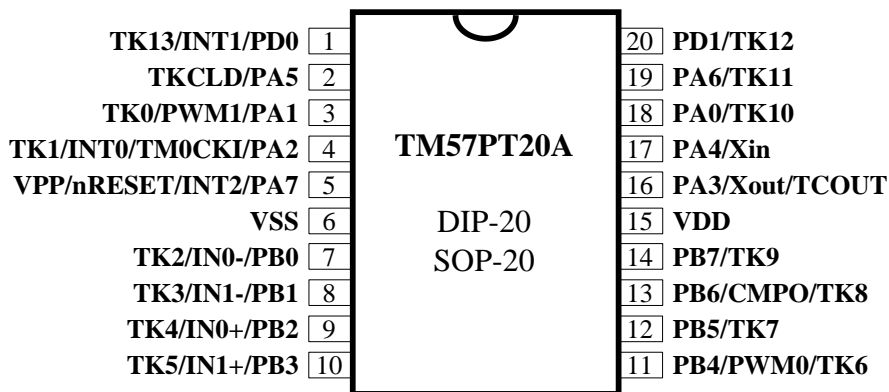 TK13/INT1/PD0 1 20 PD1/TK12
TKCLD/PA5 2 19 PA6/TK11
TK0/PWM1/PA1 3 18 PA0/TK10
TK1/INT0/TM0CKI/PA2 4 TM57PT20A 17 PA4/Xin
VPP/nRESET/INT2/PA7 5 16 PA3/Xout/TCOUT
VSS 6 DIP-20 15 VDD
TK2/IN0-/PB0 7 SOP-20 14 PB7/TK9
TK3/IN1-/PB1 8 13 PB6/CMPO/TK8
TK4/IN0+/PB2 9 12 PB5/TK7
TK5/IN1+/PB3 10 11 PB4/PWM0/TK6